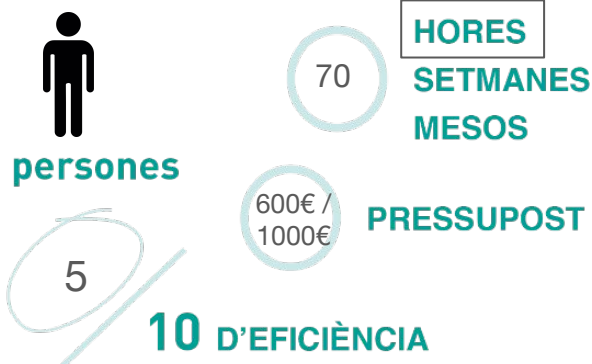 persones
70
HORES
SETMANES
MESOS
600€ /
1000€
PRESSUPOST
5
10 D'EFICIÈNCIA